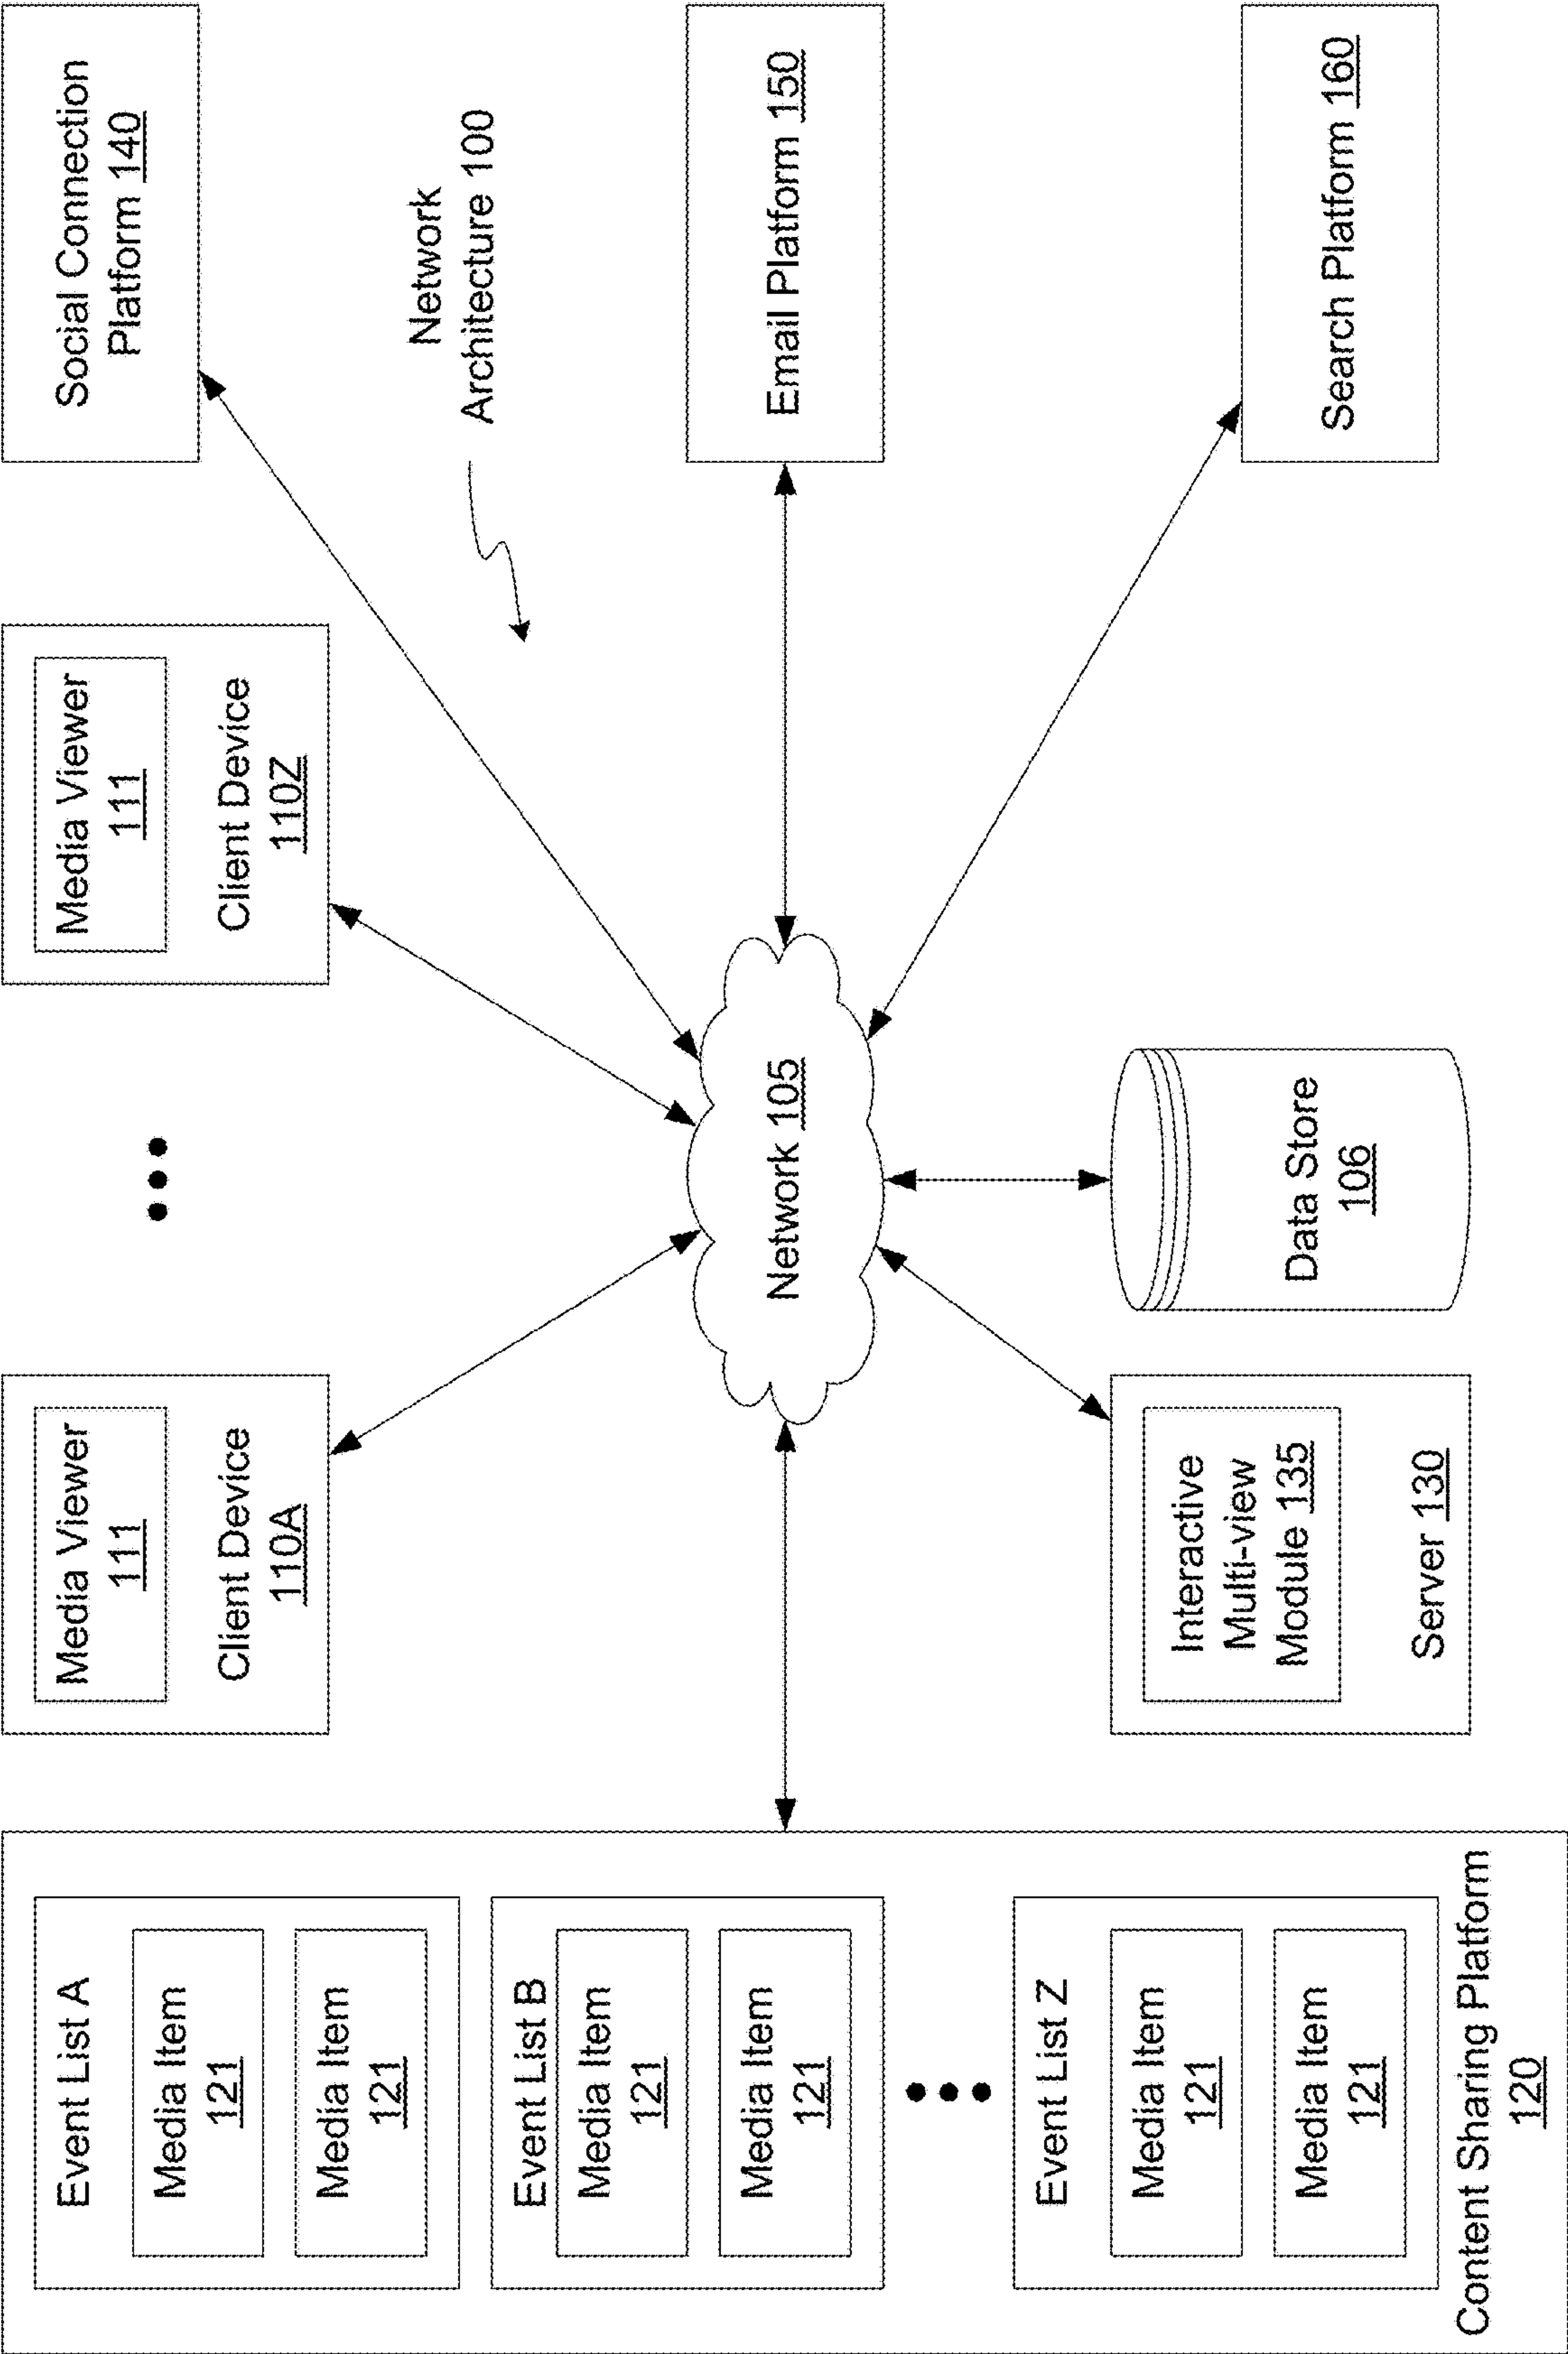 Event List A
Media Item
121
Media Item
121
Event List B
Media Item
121
Media Item
121
Event List Z
Media Item
121
Media Item
121
Content Sharing Platform
120
Media Viewer
111
Client Device
110A
Media Viewer
111
Client Device
110Z
Network 105
Interactive
Multi-view
Module 135
Server 130
Data Store
106
Social Connection
Platform 140
Network
Architecture 100
Email Platform 150
Search Platform 160